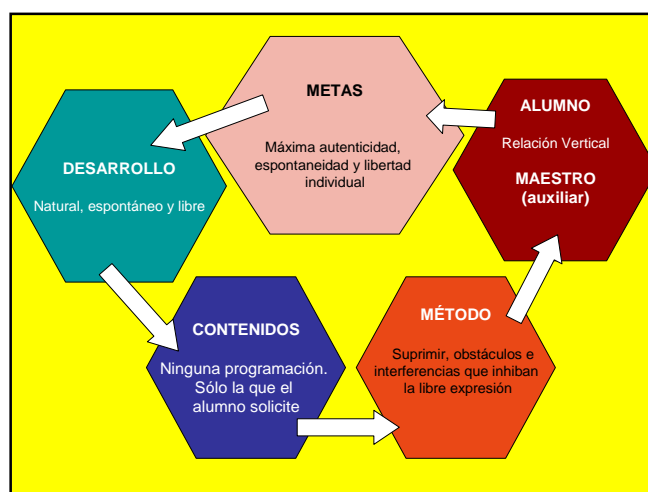 METAS
Máxima autenticidad,
espontaneidad y libertad
individual
ALUMNO
Relación Vertical
MAESTRO
(auxiliar)
DESARROLLO
Natural, espontáneo y libre
CONTENIDOS
Ninguna programación.
Sólo la que el
alumno solicite
MÉTODO
Suprimir, obstáculos e
interferencias que inhiban
la libre expresión